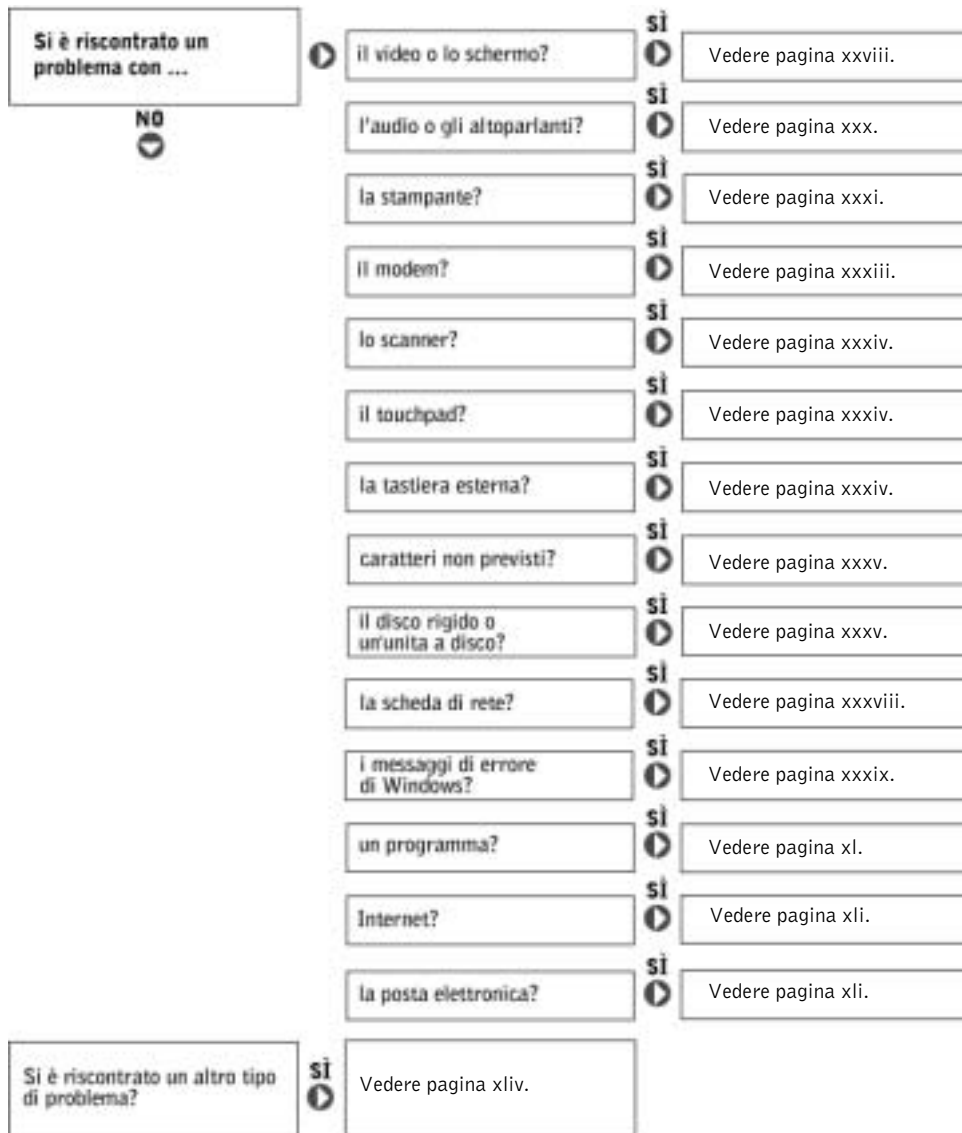 Si è riscontrato un
problema con ...
NO
il video o lo schermo?
SÌ
Vedere pagina xxviii.
l'audio o gli altoparlanti?
SÌ
Vedere pagina xxx.
la stampante?
SÌ
Vedere pagina xxxi.
il modem?
SÌ
Vedere pagina xxxiii.
lo scanner?
SÌ
Vedere pagina xxxiv.
il touchpad?
SÌ
Vedere pagina xxxiv.
la tastiera esterna?
SÌ
Vedere pagina xxxiv.
caratteri non previsti?
SÌ
Vedere pagina xxxv.
il disco rigido o
un'unita a disco?
SÌ
Vedere pagina xxxv.
la scheda di rete?
SÌ
Vedere pagina xxxviii.
i messaggi di errore
di Windows?
SÌ
Vedere pagina xxxix.
un programma?
SÌ
Vedere pagina xl.
Internet?
SÌ
Vedere pagina xli.
la posta elettronica?
SÌ
Vedere pagina xli.
Si è riscontrato un altro tipo
di problema?
SÌ
Vedere pagina xliv.